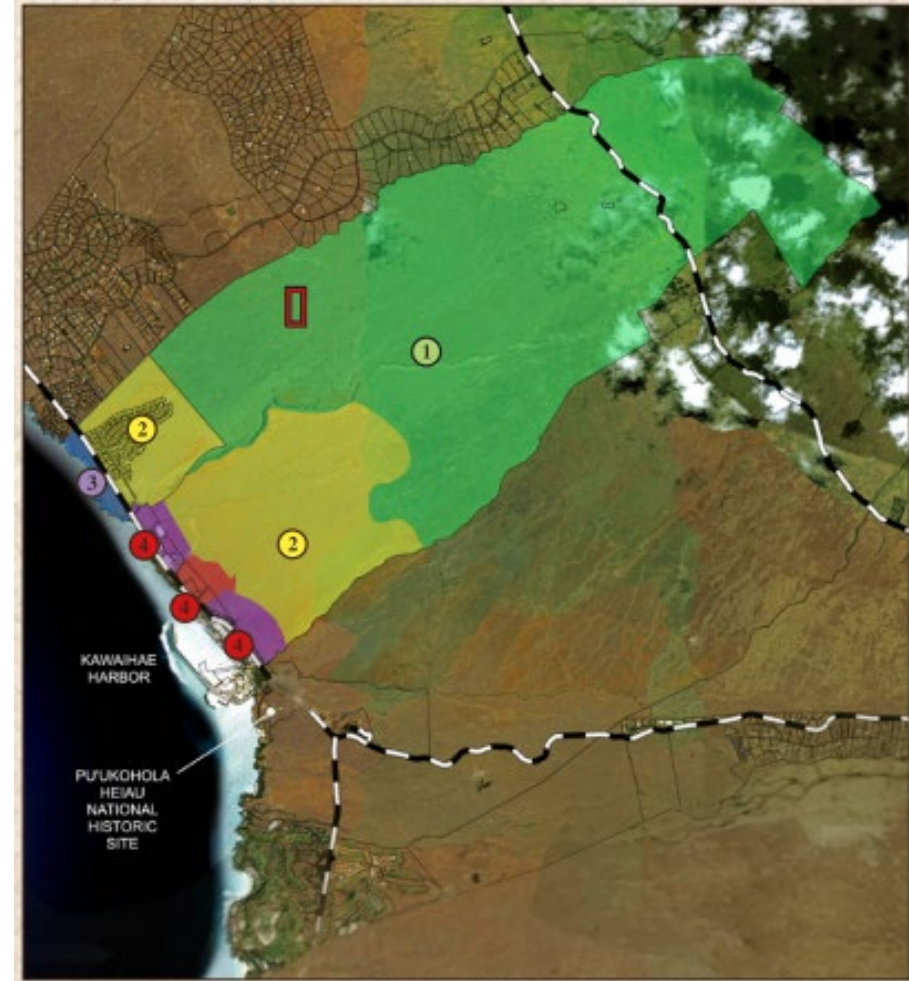 1
2
3
2
4
4
4
KAWAIHAE
HARBOR
PU'UKOHOLA
HEIAU
NATIONAL
HISTORIC
SITE